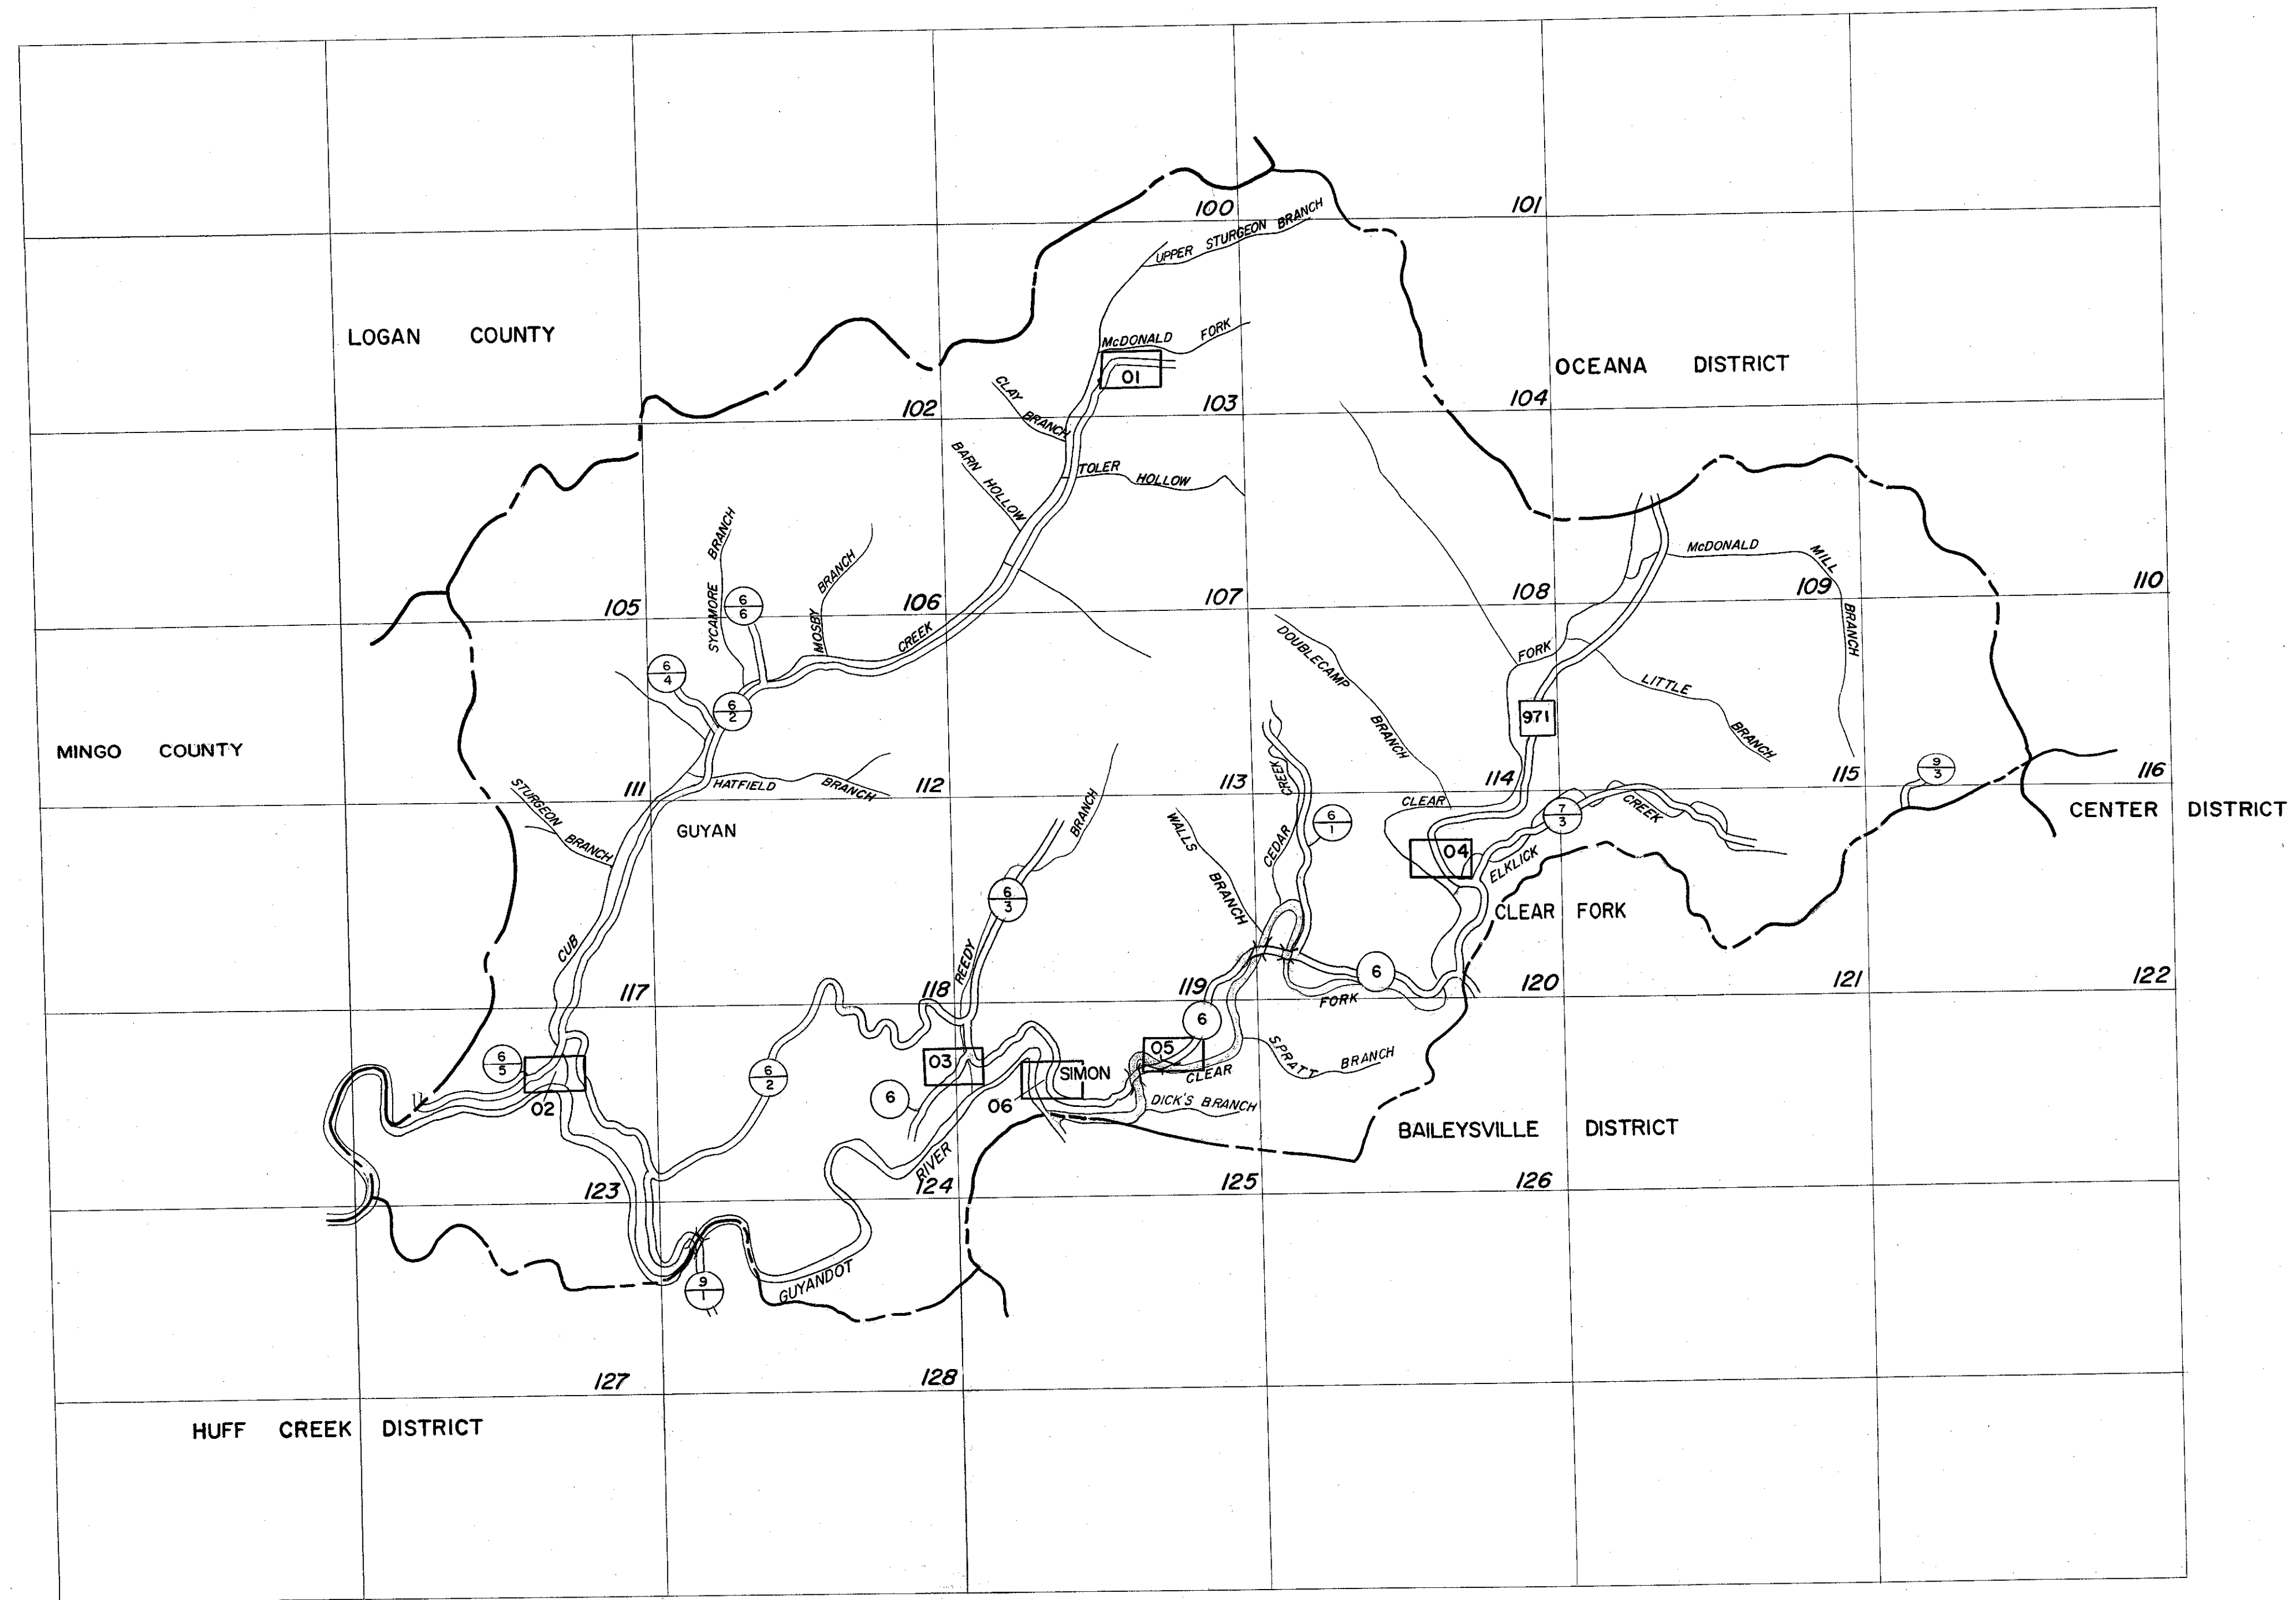 100
101
UPPER STURGEON BRANCH
LOGAN COUNTY
McDONALD FORK
OCEANA DISTRICT
01
CLAY BRANCH
102
103
104
BARN HOLLOW
TOLER HOLLOW
SYCAMORE BRANCH
MOSBY BRANCH
McDONALD MILL BRANCH
105
6
6
106
107
108
109
110
CREEK
DOUBLECAMP BRANCH
FORK
6
4
LITTLE BRANCH
6
2
971
MINGO COUNTY
9
3
STURGEON BRANCH
111
HATFIELD BRANCH
112
113
CREEK
114
115
116
CLEAR
7
3
CREEK
CENTER DISTRICT
GUYAN
BRANCH
WALLS BRANCH
CEDAR
6
1
04
ELKLICK
6
3
CLEAR FORK
CUB
REEDY
6
117
118
119
120
121
122
FORK
6
03
05
SPRATT BRANCH
6
5
6
2
SIMON
CLEAR
02
6
06
DICK'S BRANCH
BAILEYSVILLE DISTRICT
RIVER
123
124
125
126
GUYANDOT
9
1
127
128
HUFF CREEK DISTRICT